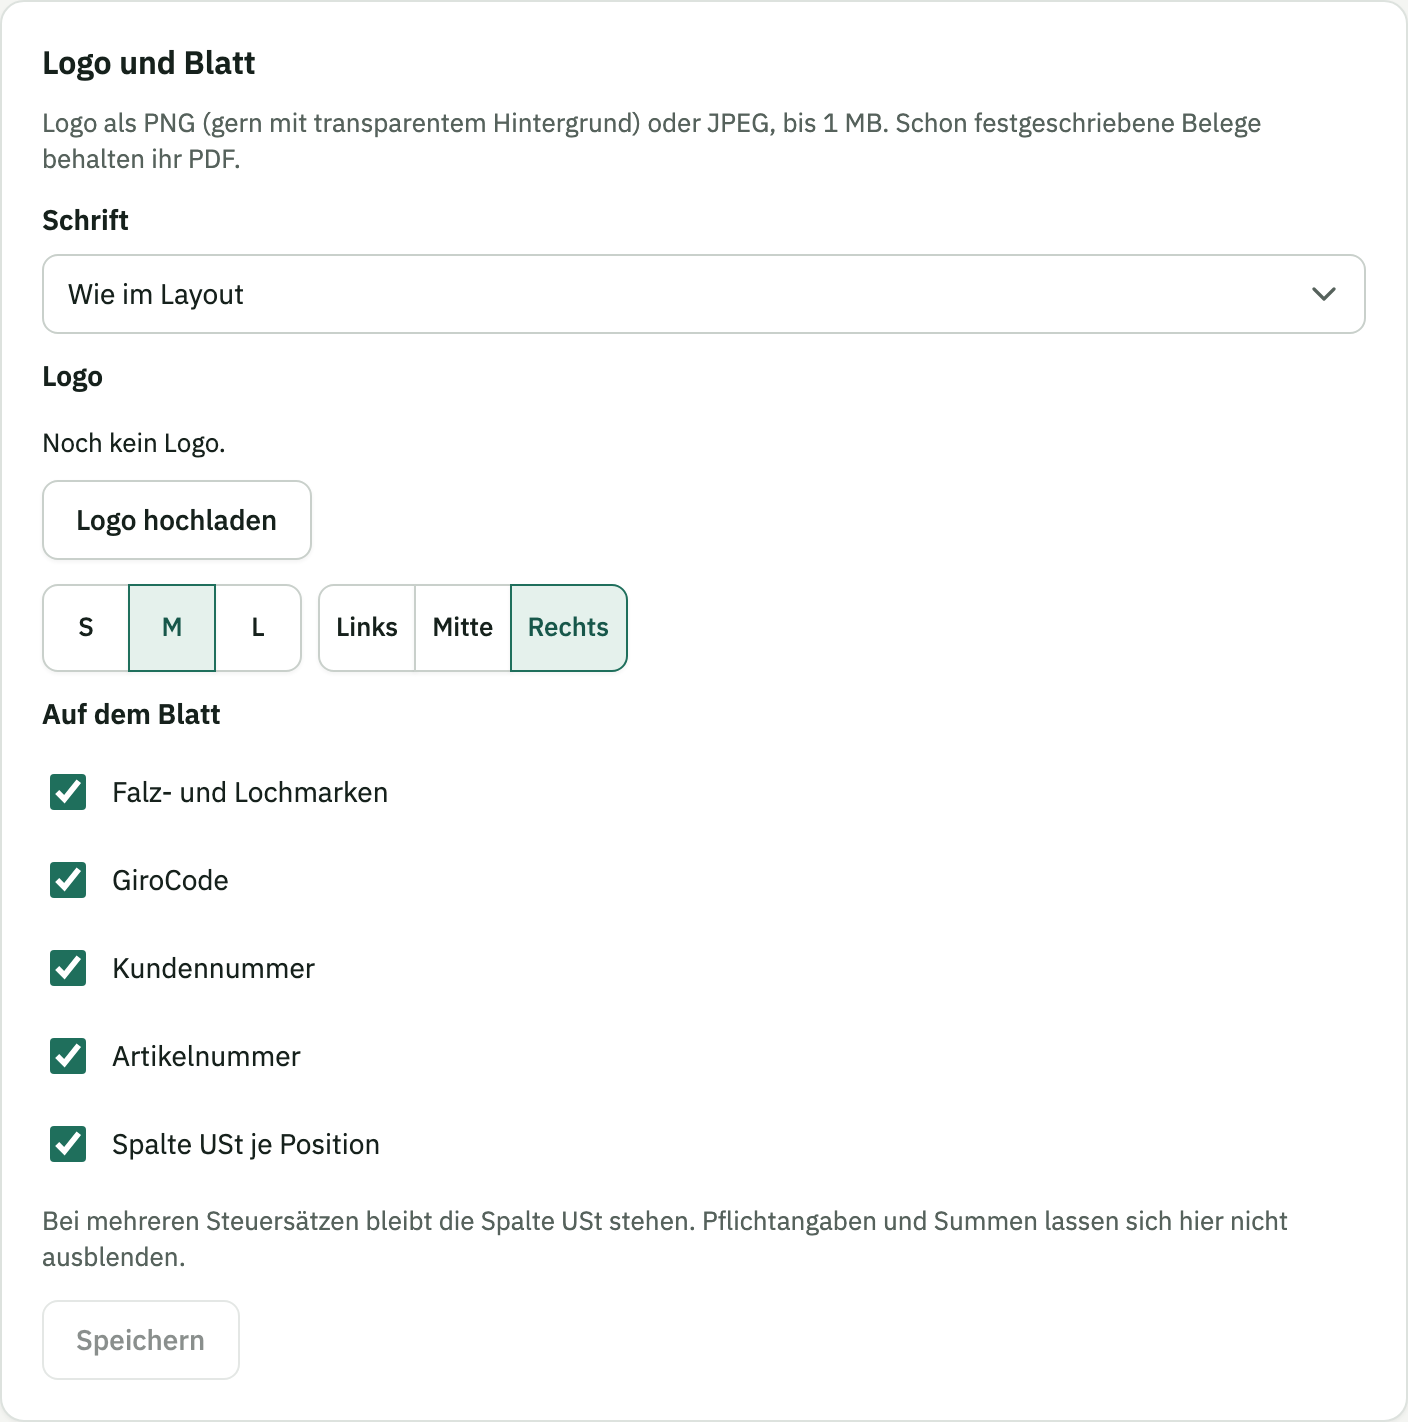 Logo und Blatt
Logo als PNG (gern mit transparentem Hintergrund) oder JPEG, bis 1 MB. Schon festgeschriebene Belege
behalten ihr PDF.
Schrift
Wie im Layout
Logo
Noch kein Logo.
Logo hochladen
S M L Links Mitte Rechts
Auf dem Blatt
Falz- und Lochmarken
GiroCode
Kundennummer
Artikelnummer
Spalte USt je Position
Bei mehreren Steuersätzen bleibt die Spalte USt stehen. Pflichtangaben und Summen lassen sich hier nicht
ausblenden.
Speichern